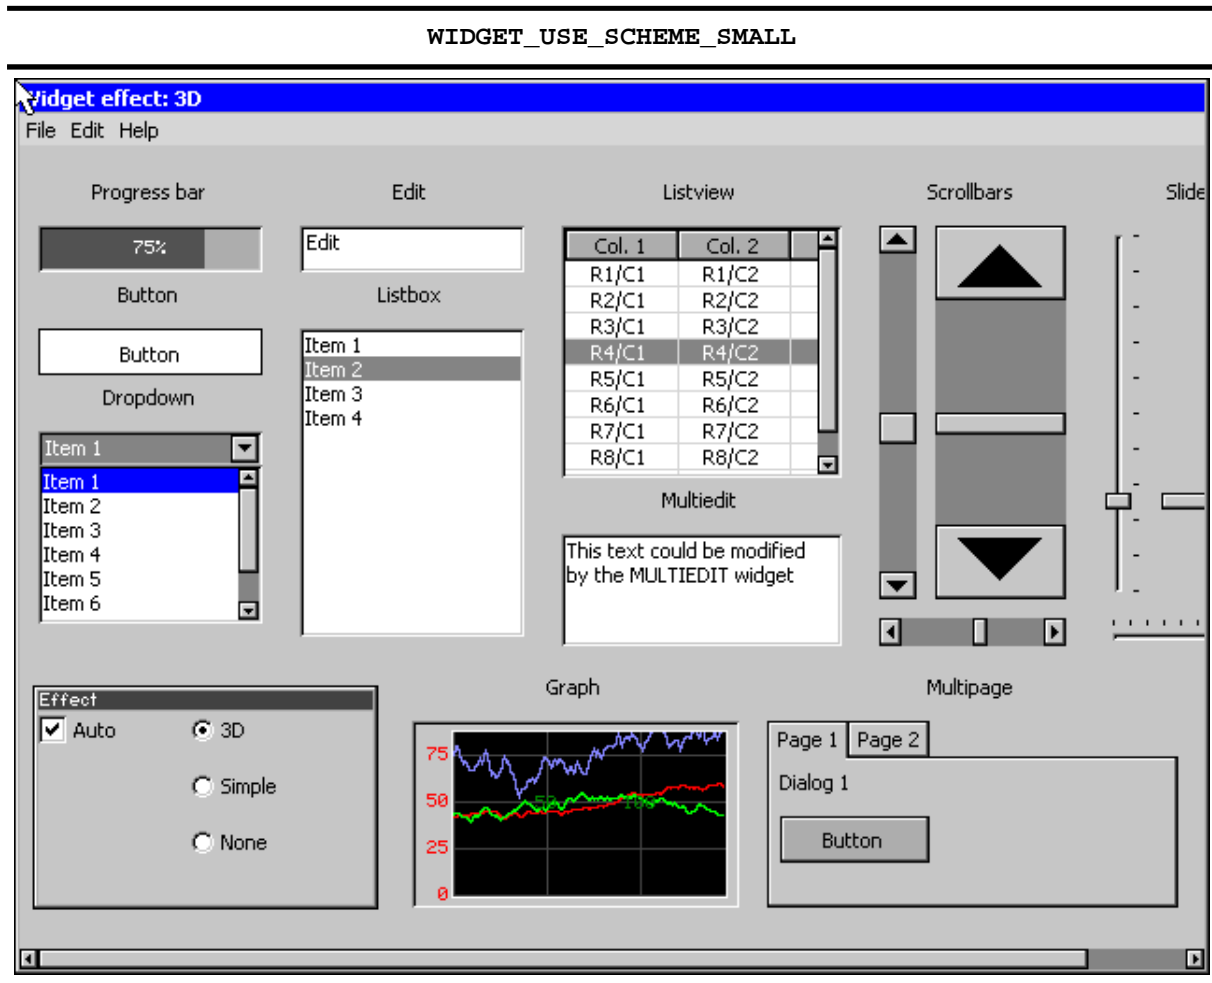 WIDGET_USE_SCHEME_SMALL
Widget effect: 3D
File Edit Help
Progress bar
75%
Button
Button
Dropdown
Item 1
Item 1
Item 2
Item 3
Item 4
Item 5
Item 6
Edit
Edit
Listbox
Item 1
Item 2
Item 3
Item 4
Listview
Col. 1 Col. 2
R1/C1 R1/C2
R2/C1 R2/C2
R3/C1 R3/C2
R4/C1 R4/C2
R5/C1 R5/C2
R6/C1 R6/C2
R7/C1 R7/C2
R8/C1 R8/C2
Multiedit
This text could be modified
by the MULTIEDIT widget
Scrollbars
Slide
Effect
Auto
3D
Simple
None
Graph
75
50
25
0
50 100
Multipage
Page 1 Page 2
Dialog 1
Button